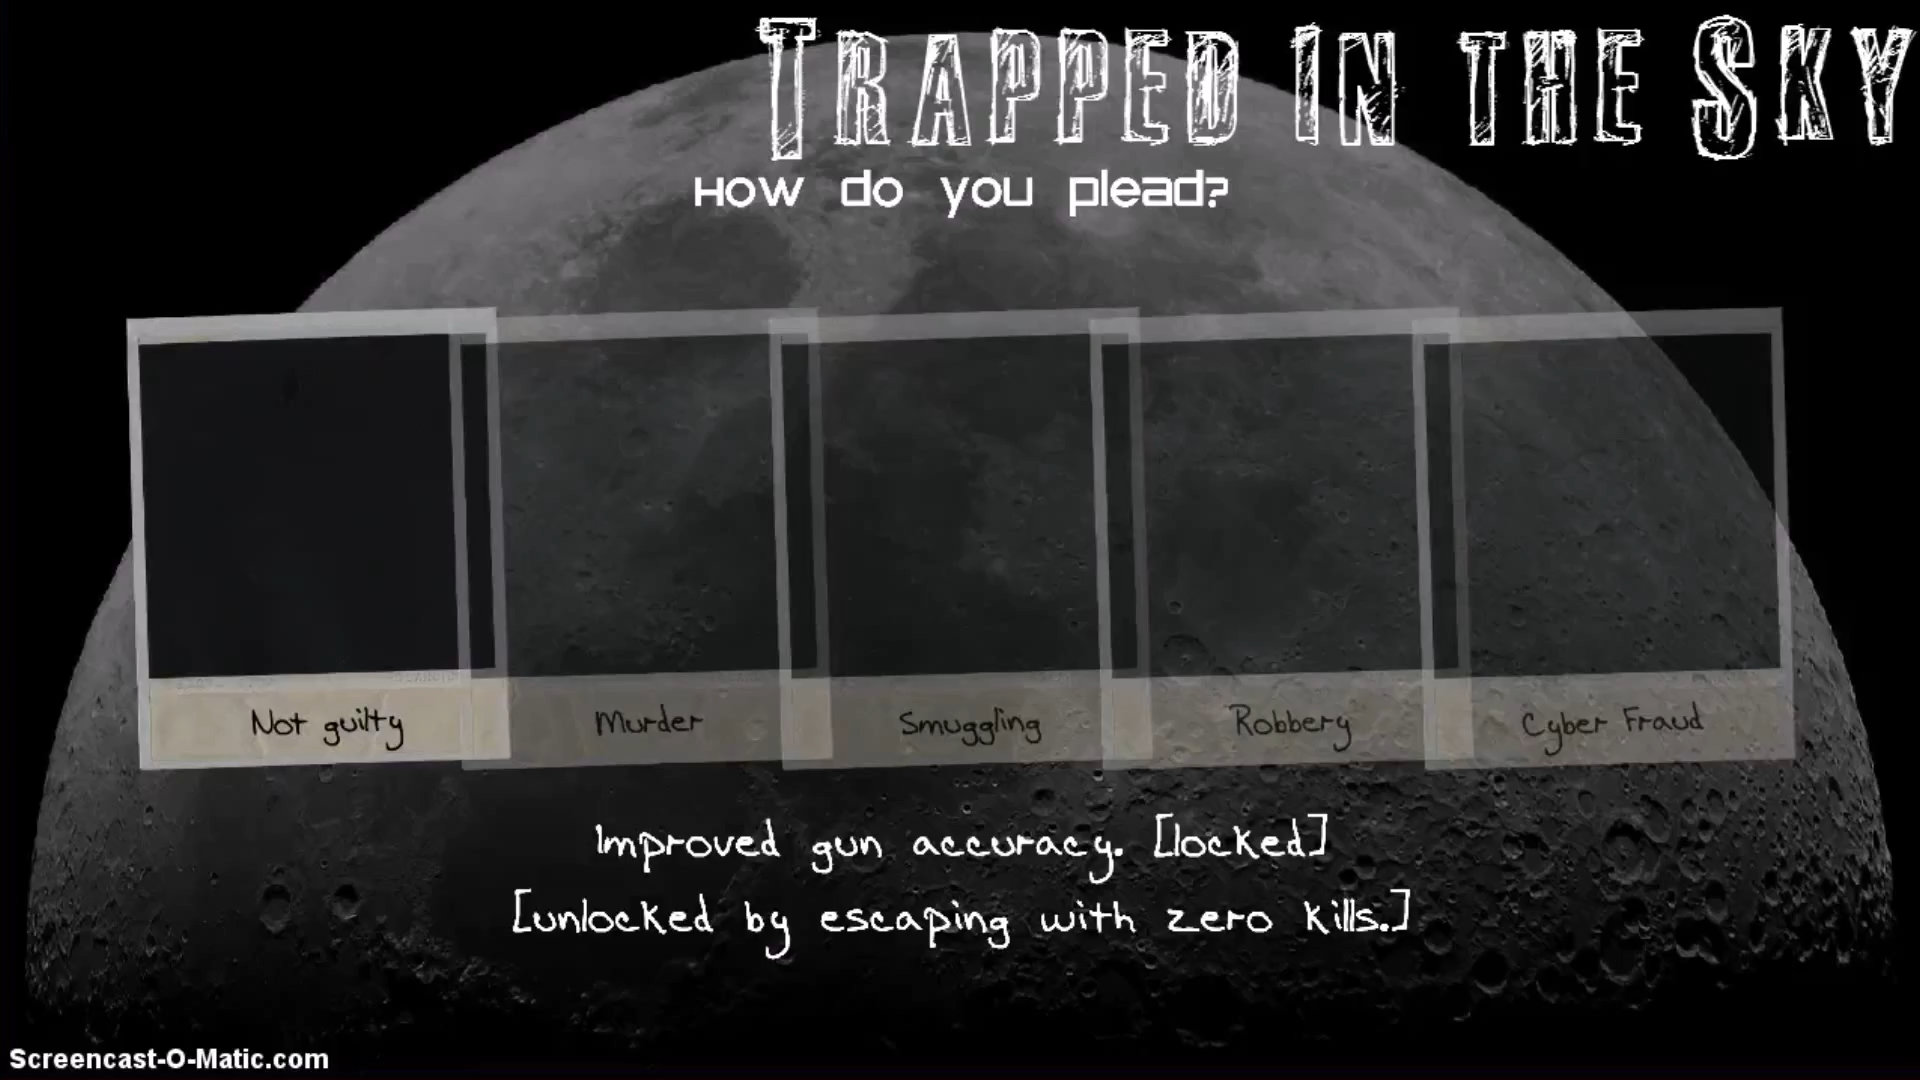 Trapped in the Sky
How do you plead?
Not guilty
Murder
Smuggling
Robbery
Cyber Fraud
Improved gun accuracy. [locked]
[unlocked by escaping with zero kills.]
Screencast-O-Matic.com